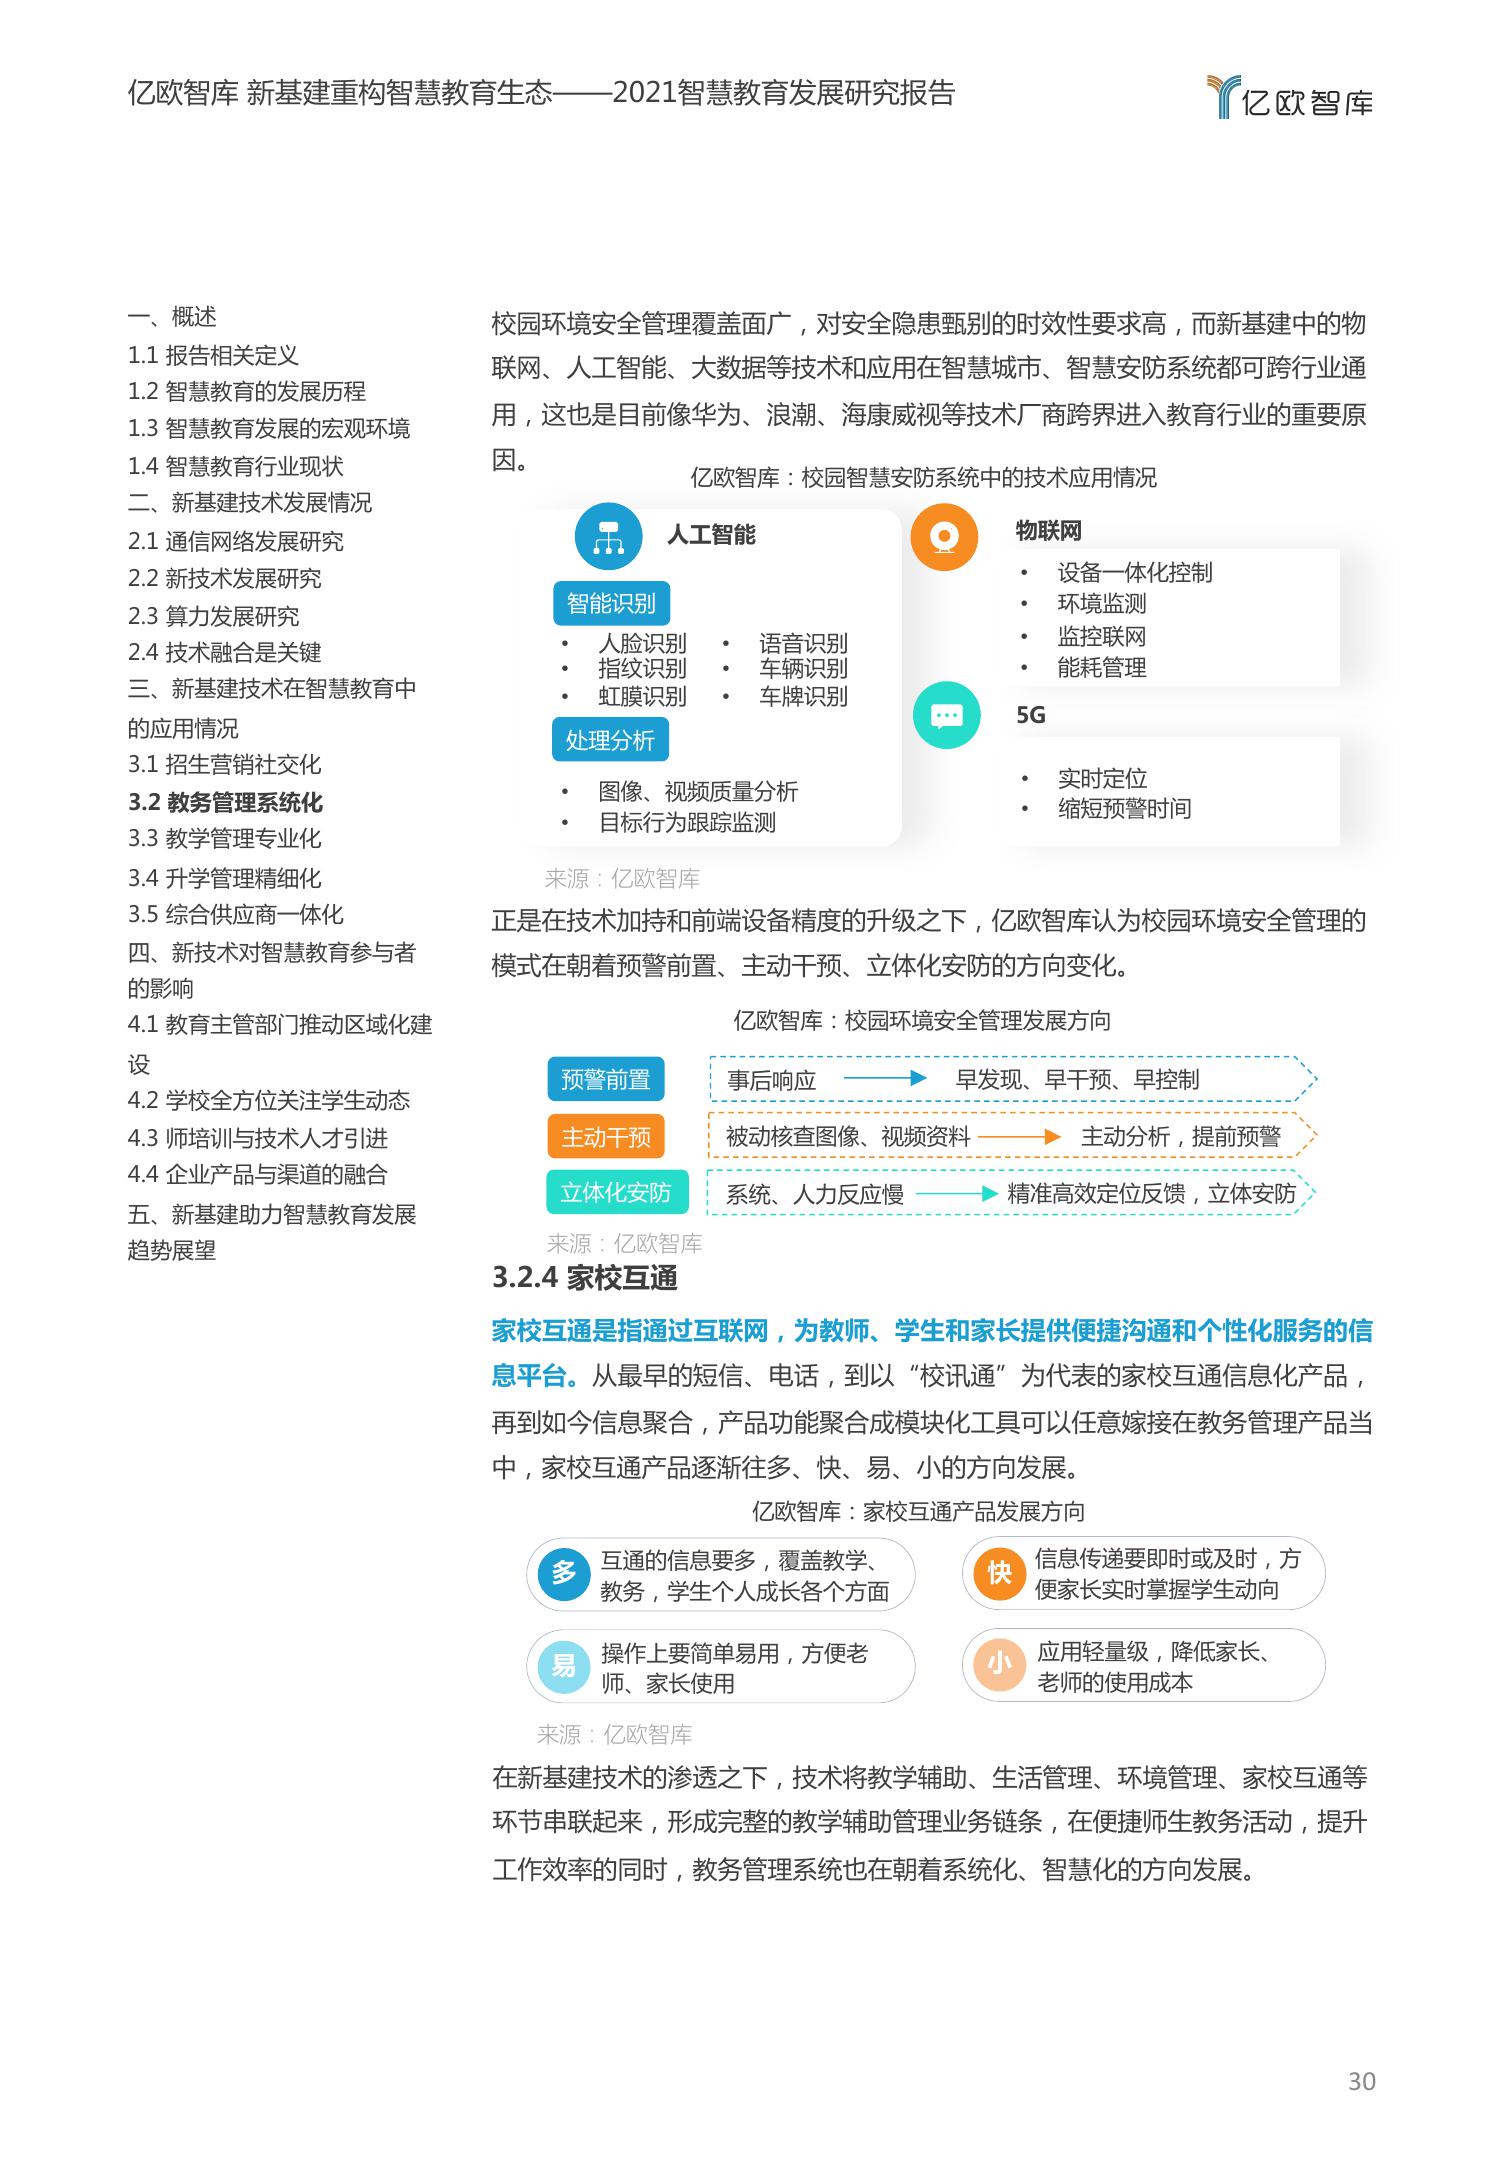 亿欧智库 新基建重构智慧教育生态——2021智慧教育发展研究报告
亿欧智库
一、概述
1.1 报告相关定义
1.2 智慧教育的发展历程
1.3 智慧教育发展的宏观环境
1.4 智慧教育行业现状
二、新基建技术发展情况
2.1 通信网络发展研究
2.2 新技术发展研究
2.3 算力发展研究
2.4 技术融合是关键
三、新基建技术在智慧教育中
的应用情况
3.1 招生营销社交化
3.2 教务管理系统化
3.3 教学管理专业化
3.4 升学管理精细化
3.5 综合供应商一体化
四、新技术对智慧教育参与者
的影响
4.1 教育主管部门推动区域化建
设
4.2 学校全方位关注学生动态
4.3 师培训与技术人才引进
4.4 企业产品与渠道的融合
五、新基建助力智慧教育发展
趋势展望
校园环境安全管理覆盖面广，对安全隐患甄别的时效性要求高，而新基建中的物
联网、人工智能、大数据等技术和应用在智慧城市、智慧安防系统都可跨行业通
用，这也是目前像华为、浪潮、海康威视等技术厂商跨界进入教育行业的重要原
因。
亿欧智库：校园智慧安防系统中的技术应用情况
人工智能
智能识别
• 人脸识别 • 语音识别
• 指纹识别 • 车辆识别
• 虹膜识别 • 车牌识别
处理分析
• 图像、视频质量分析
• 目标行为跟踪监测
物联网
• 设备一体化控制
• 环境监测
• 监控联网
• 能耗管理
5G
• 实时定位
• 缩短预警时间
来源：亿欧智库
正是在技术加持和前端设备精度的升级之下，亿欧智库认为校园环境安全管理的
模式在朝着预警前置、主动干预、立体化安防的方向变化。
亿欧智库：校园环境安全管理发展方向
预警前置 事后响应 早发现、早干预、早控制
主动干预 被动核查图像、视频资料 主动分析，提前预警
立体化安防 系统、人力反应慢 精准高效定位反馈，立体安防
来源：亿欧智库
3.2.4 家校互通
家校互通是指通过互联网，为教师、学生和家长提供便捷沟通和个性化服务的信
息平台。从最早的短信、电话，到以“校讯通”为代表的家校互通信息化产品，
再到如今信息聚合，产品功能聚合成模块化工具可以任意嫁接在教务管理产品当
中，家校互通产品逐渐往多、快、易、小的方向发展。
亿欧智库：家校互通产品发展方向
多
互通的信息要多，覆盖教学、
教务，学生个人成长各个方面
快
信息传递要即时或及时，方
便家长实时掌握学生动向
易
操作上要简单易用，方便老
师、家长使用
小
应用轻量级，降低家长、
老师的使用成本
来源：亿欧智库
在新基建技术的渗透之下，技术将教学辅助、生活管理、环境管理、家校互通等
环节串联起来，形成完整的教学辅助管理业务链条，在便捷师生教务活动，提升
工作效率的同时，教务管理系统也在朝着系统化、智慧化的方向发展。
30